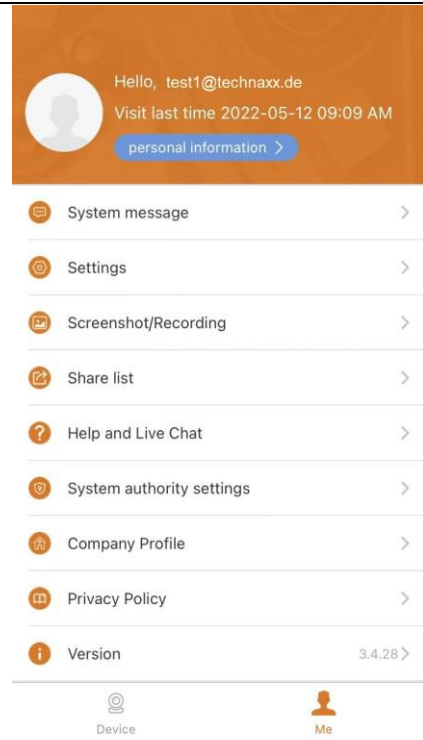 Hello, test1@technaxx.de
Visit last time 2022-05-12 09:09 AM
personal information >
System message
Settings
Screenshot/Recording
Share list
Help and Live Chat
System authority settings
Company Profile
Privacy Policy
Version 3.4.28
Device Me